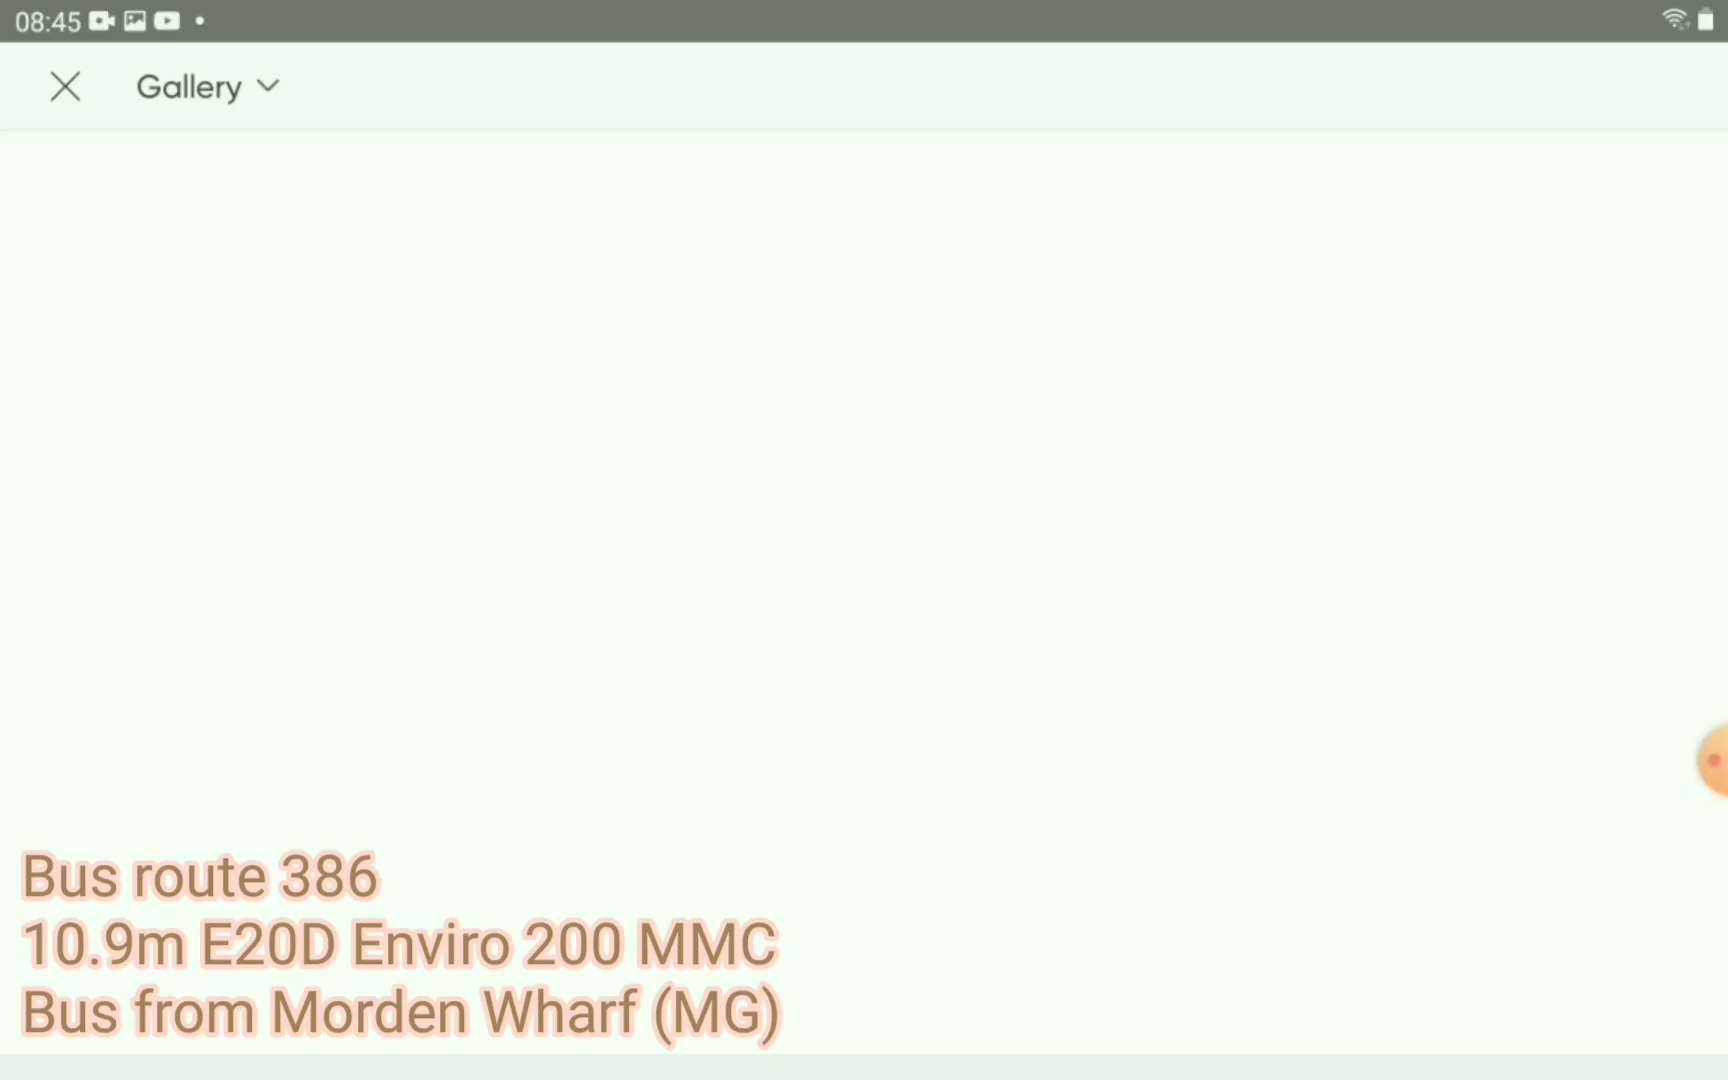 08:45
Gallery
Bus route 386
10.9m E20D Enviro 200 MMC
Bus from Morden Wharf (MG)